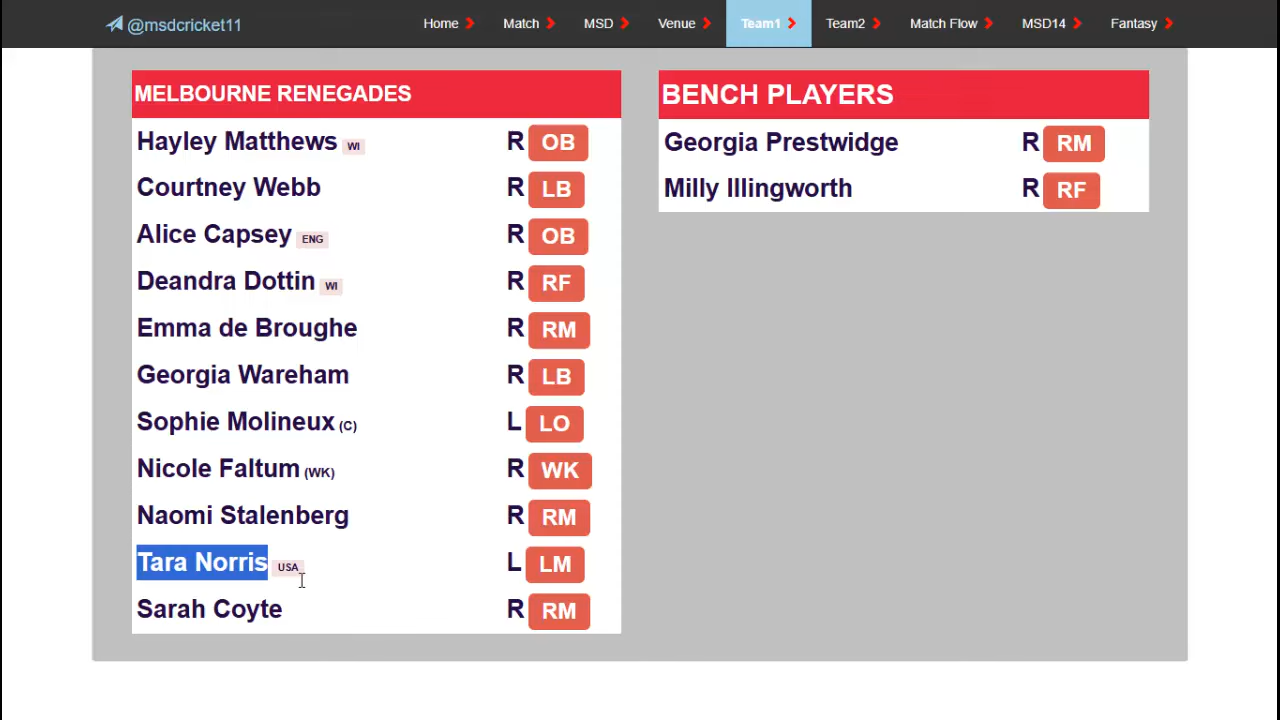 @msdcricket11 Home Match MSD Venue Team1 Team2 Match Flow MSD14 Fantasy
MELBOURNE RENEGADES
Hayley Matthews WI R OB
Courtney Webb R LB
Alice Capsey ENG R OB
Deandra Dottin WI R RF
Emma de Broughe R RM
Georgia Wareham R LB
Sophie Molineux (C) L LO
Nicole Faltum (WK) R WK
Naomi Stalenberg R RM
Tara Norris USA L LM
Sarah Coyte R RM
BENCH PLAYERS
Georgia Prestwidge R RM
Milly Illingworth R RF